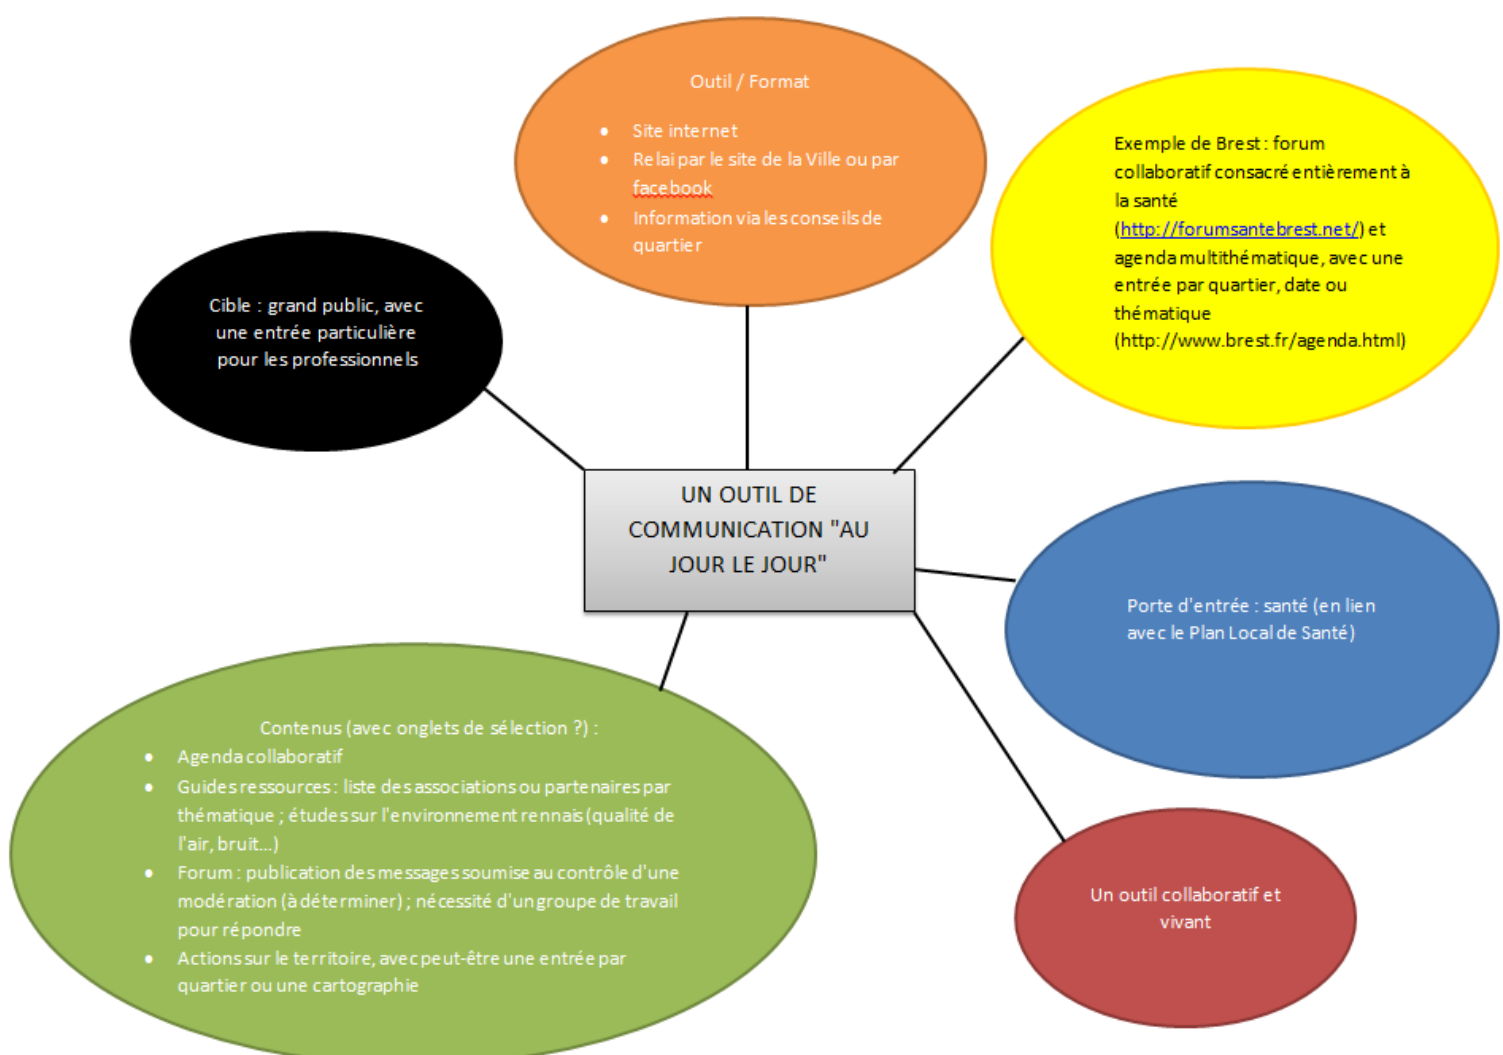 Outil / Format
• Site internet
• Relai par le site de la Ville ou par
facebook
• Information via les conseils de
quartier
Exemple de Brest : forum
collaboratif consacré entièrement à
la santé
(http://forumsantebrest.net/) et
agenda multithématique, avec une
entrée par quartier, date ou
thématique
(http://www.brest.fr/agenda.html)
Cible : grand public, avec
une entrée particulière
pour les professionnels
UN OUTIL DE
COMMUNICATION "AU
JOUR LE JOUR"
Porte d'entrée : santé (en lien
avec le Plan Local de Santé)
Contenus (avec onglets de sélection ?) :
• Agenda collaboratif
• Guides ressources : liste des associations ou partenaires par
thématique ; études sur l'environnement rennais (qualité de
l'air, bruit...)
• Forum : publication des messages soumise au contrôle d'une
modération (à déterminer) ; nécessité d'un groupe de travail
pour répondre
• Actions sur le territoire, avec peut-être une entrée par
quartier ou une cartographie
Un outil collaboratif et
vivant